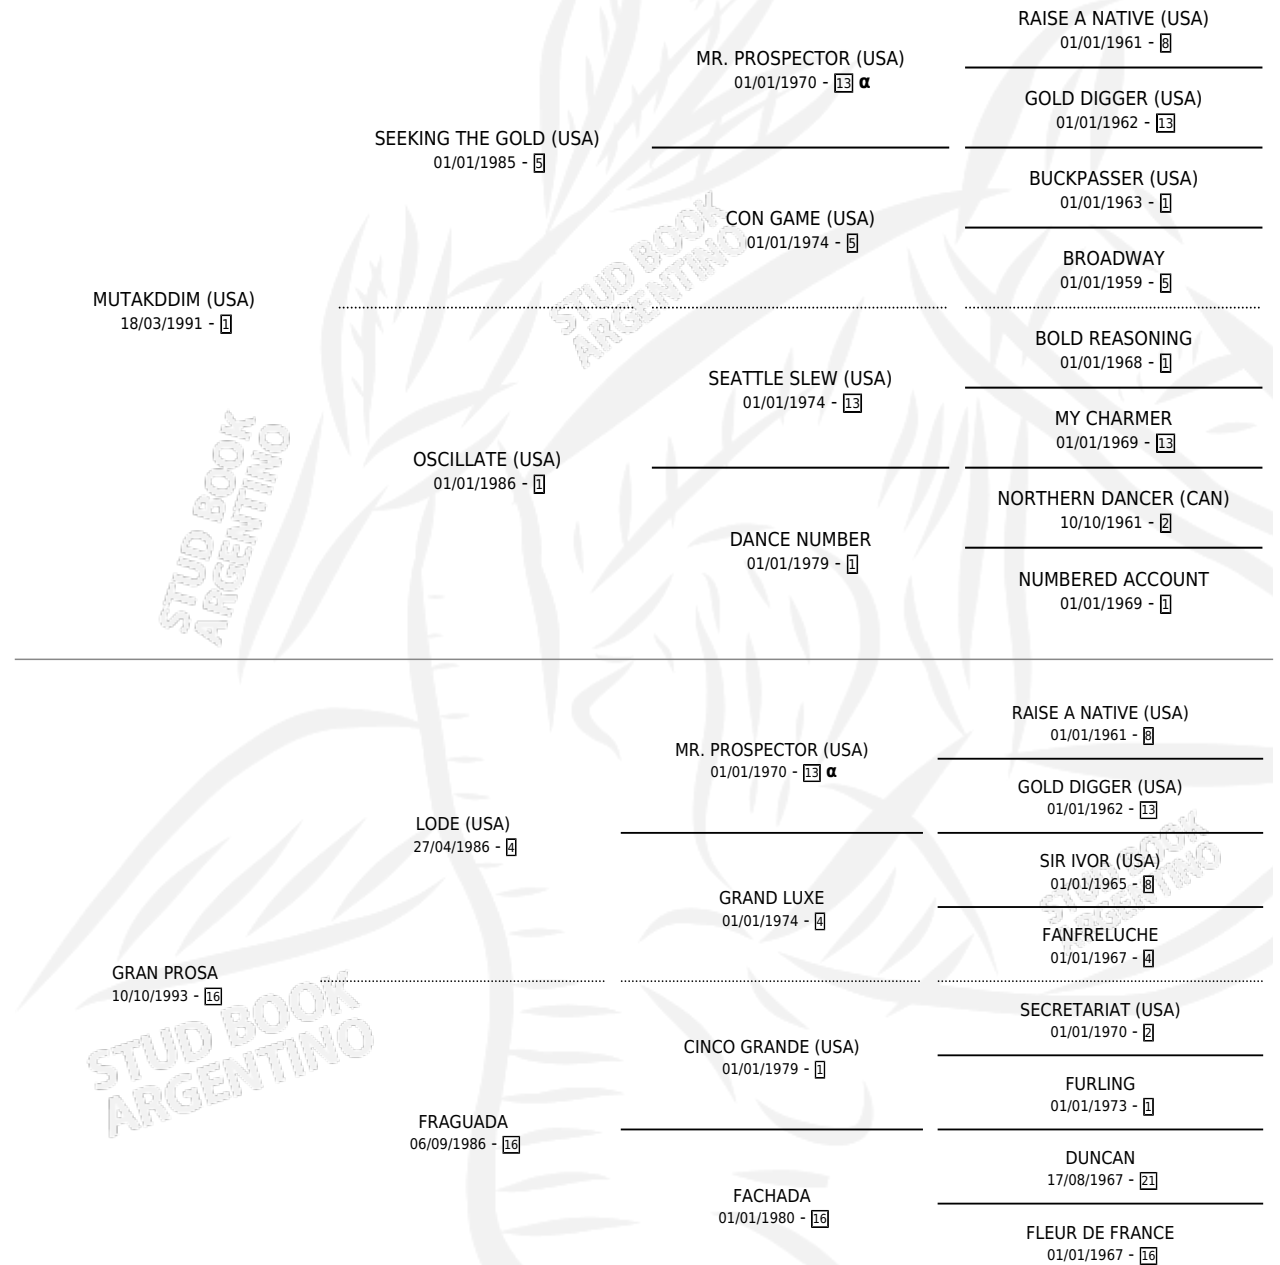 RAISE A NATIVE (USA)
01/01/1961 - 8
MR. PROSPECTOR (USA)
01/01/1970 - 13 α
GOLD DIGGER (USA)
01/01/1962 - 13
SEEKING THE GOLD (USA)
01/01/1985 - 5
BUCKPASSER (USA)
01/01/1963 - 1
CON GAME (USA)
01/01/1974 - 5
BROADWAY
01/01/1959 - 5
MUTAKDDIM (USA)
18/03/1991 - 1
BOLD REASONING
01/01/1968 - 1
SEATTLE SLEW (USA)
01/01/1974 - 13
MY CHARMER
01/01/1969 - 13
OSCILLATE (USA)
01/01/1986 - 1
NORTHERN DANCER (CAN)
10/10/1961 - 2
DANCE NUMBER
01/01/1979 - 1
NUMBERED ACCOUNT
01/01/1969 - 1
RAISE A NATIVE (USA)
01/01/1961 - 8
MR. PROSPECTOR (USA)
01/01/1970 - 13 α
GOLD DIGGER (USA)
01/01/1962 - 13
LODE (USA)
27/04/1986 - 4
SIR IVOR (USA)
01/01/1965 - 8
GRAND LUXE
01/01/1974 - 4
FANFRELUCHE
01/01/1967 - 4
GRAN PROSA
10/10/1993 - 16
SECRETARIAT (USA)
01/01/1970 - 2
CINCO GRANDE (USA)
01/01/1979 - 1
FURLING
01/01/1973 - 1
FRAGUADA
06/09/1986 - 16
DUNCAN
17/08/1967 - 21
FACHADA
01/01/1980 - 16
FLEUR DE FRANCE
01/01/1967 - 16
STUD BOOK
ARGENTINO
STUD BOOK
ARGENTINO
STUD BOOK
ARGENTINO
STUD BOOK
ARGENTINO